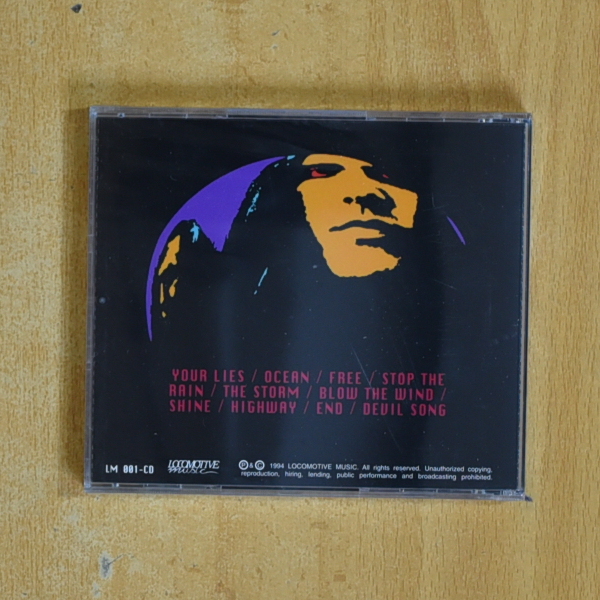 YOUR LIES / OCEAN / FREE / STOP THE
RAIN / THE STORM / BLOW THE WIND /
SHINE / HIGHWAY / END / DEVIL SONG
LM 001-CD
LOCOMOTIVE
MUSIC
Ⓟ & © 1994 LOCOMOTIVE MUSIC. All rights reserved. Unauthorized copying,
reproduction, hiring, lending, public performance and broadcasting prohibited.